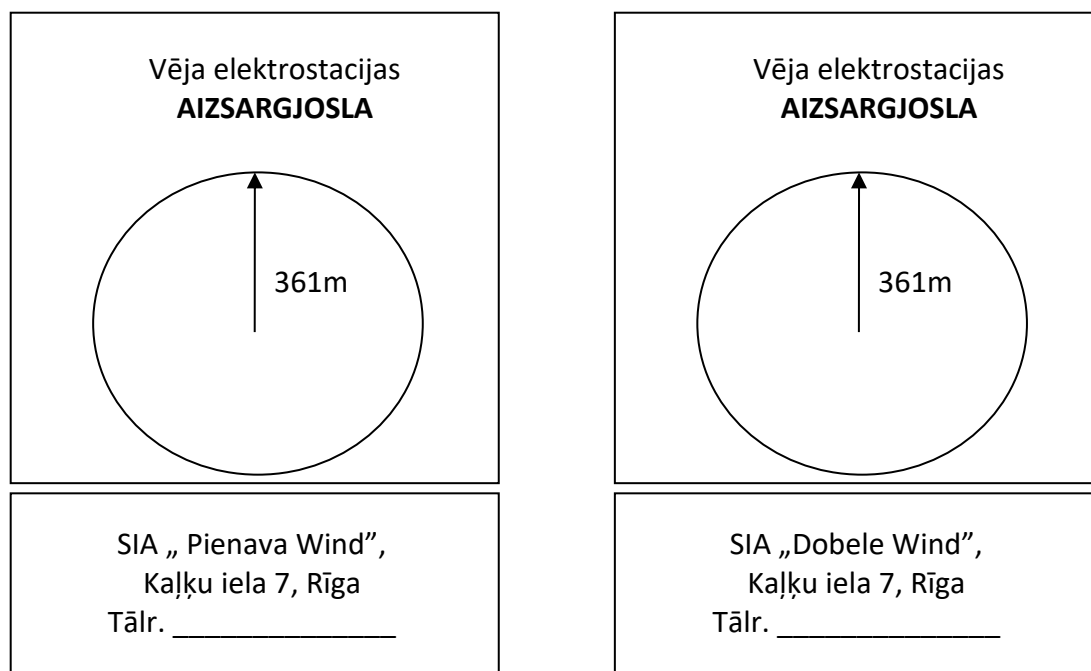 Vēja elektrostacijas
AIZSARGJOSLA
361m
SIA „ Pienava Wind”,
Kaļķu iela 7, Rīga
Tālr. _______________
Vēja elektrostacijas
AIZSARGJOSLA
361m
SIA „Dobele Wind”,
Kaļķu iela 7, Rīga
Tālr. _______________